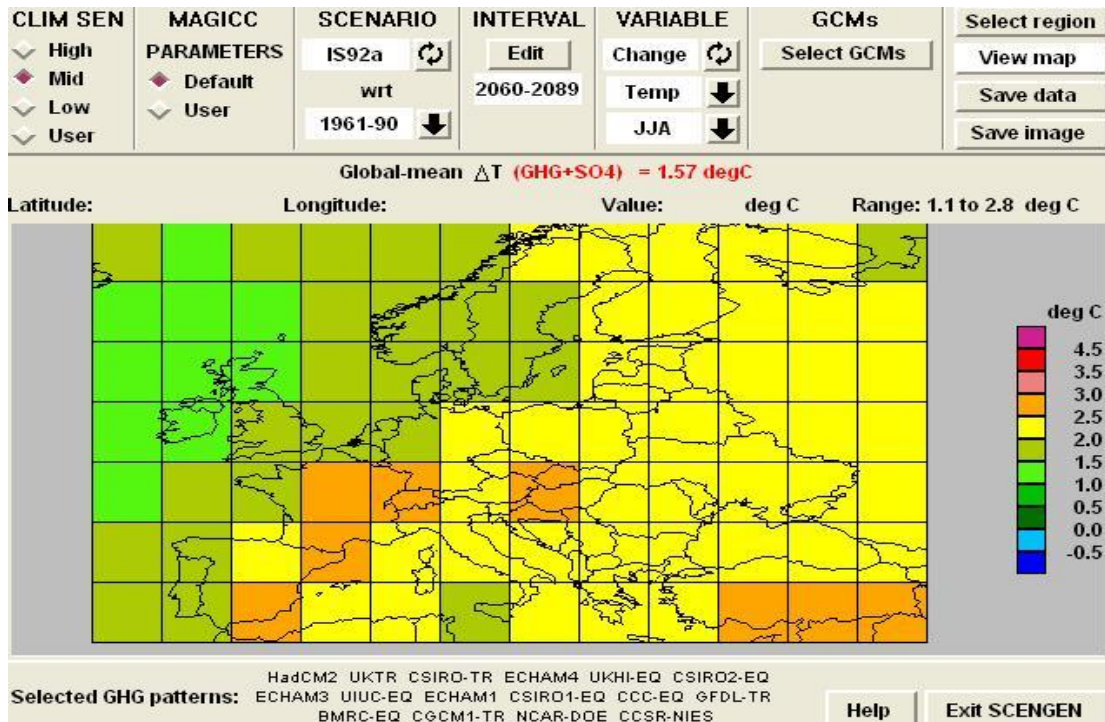 CLIM SEN MAGICC SCENARIO INTERVAL VARIABLE GCMs Select region
High PARAMETERS IS92a Edit Change Select GCMs View map
Mid Default wrt 2060-2089 Temp Save data
Low User 1961-90 JJA Save image
User
Global-mean △T (GHG+SO4) = 1.57 degC
Latitude: Longitude: Value: deg C Range: 1.1 to 2.8 deg C
deg C
4.5
3.5
3.0
2.5
2.0
1.5
1.0
0.5
0.0
-0.5
Selected GHG patterns: HadCM2 UKTR CSIRO-TR ECHAM4 UKHI-EQ CSIRO2-EQ
ECHAM3 UIUC-EQ ECHAM1 CSIRO1-EQ CCC-EQ GFDL-TR
BMRC-EQ CGCM1-TR NCAR-DOE CCSR-NIES
Help Exit SCENGEN